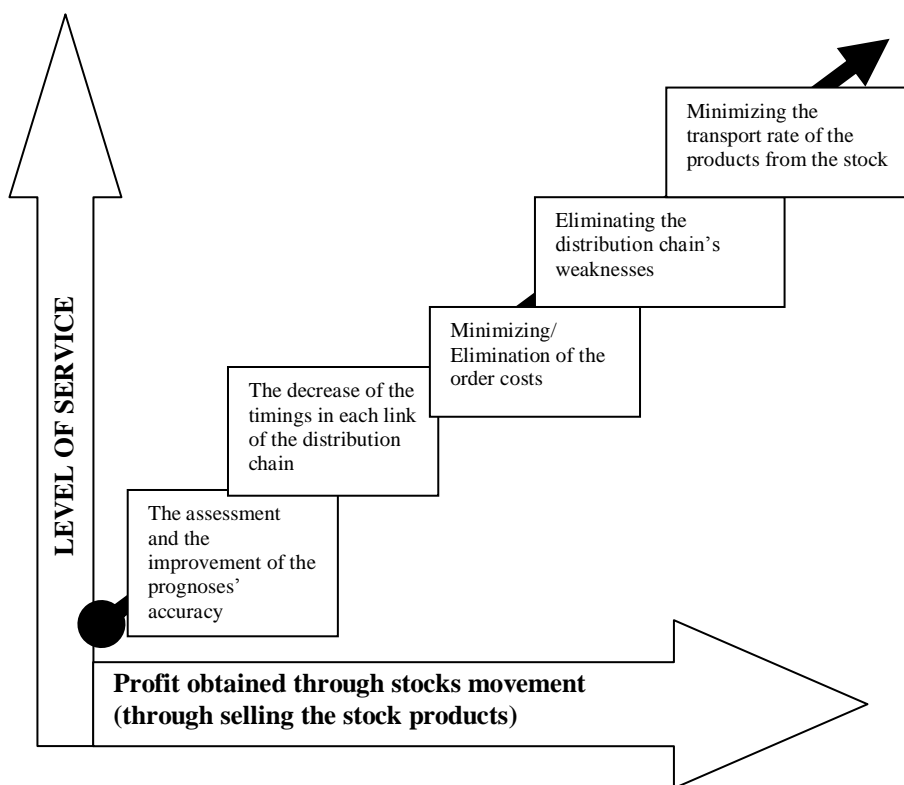 Minimizing the
transport rate of the
products from the stock
Eliminating the
distribution chain’s
weaknesses
Minimizing/
Elimination of the
order costs
The decrease of the
timings in each link
of the distribution
chain
The assessment
and the
improvement of the
prognoses’
accuracy
LEVEL OF SERVICE
Profit obtained through stocks movement
(through selling the stock products)